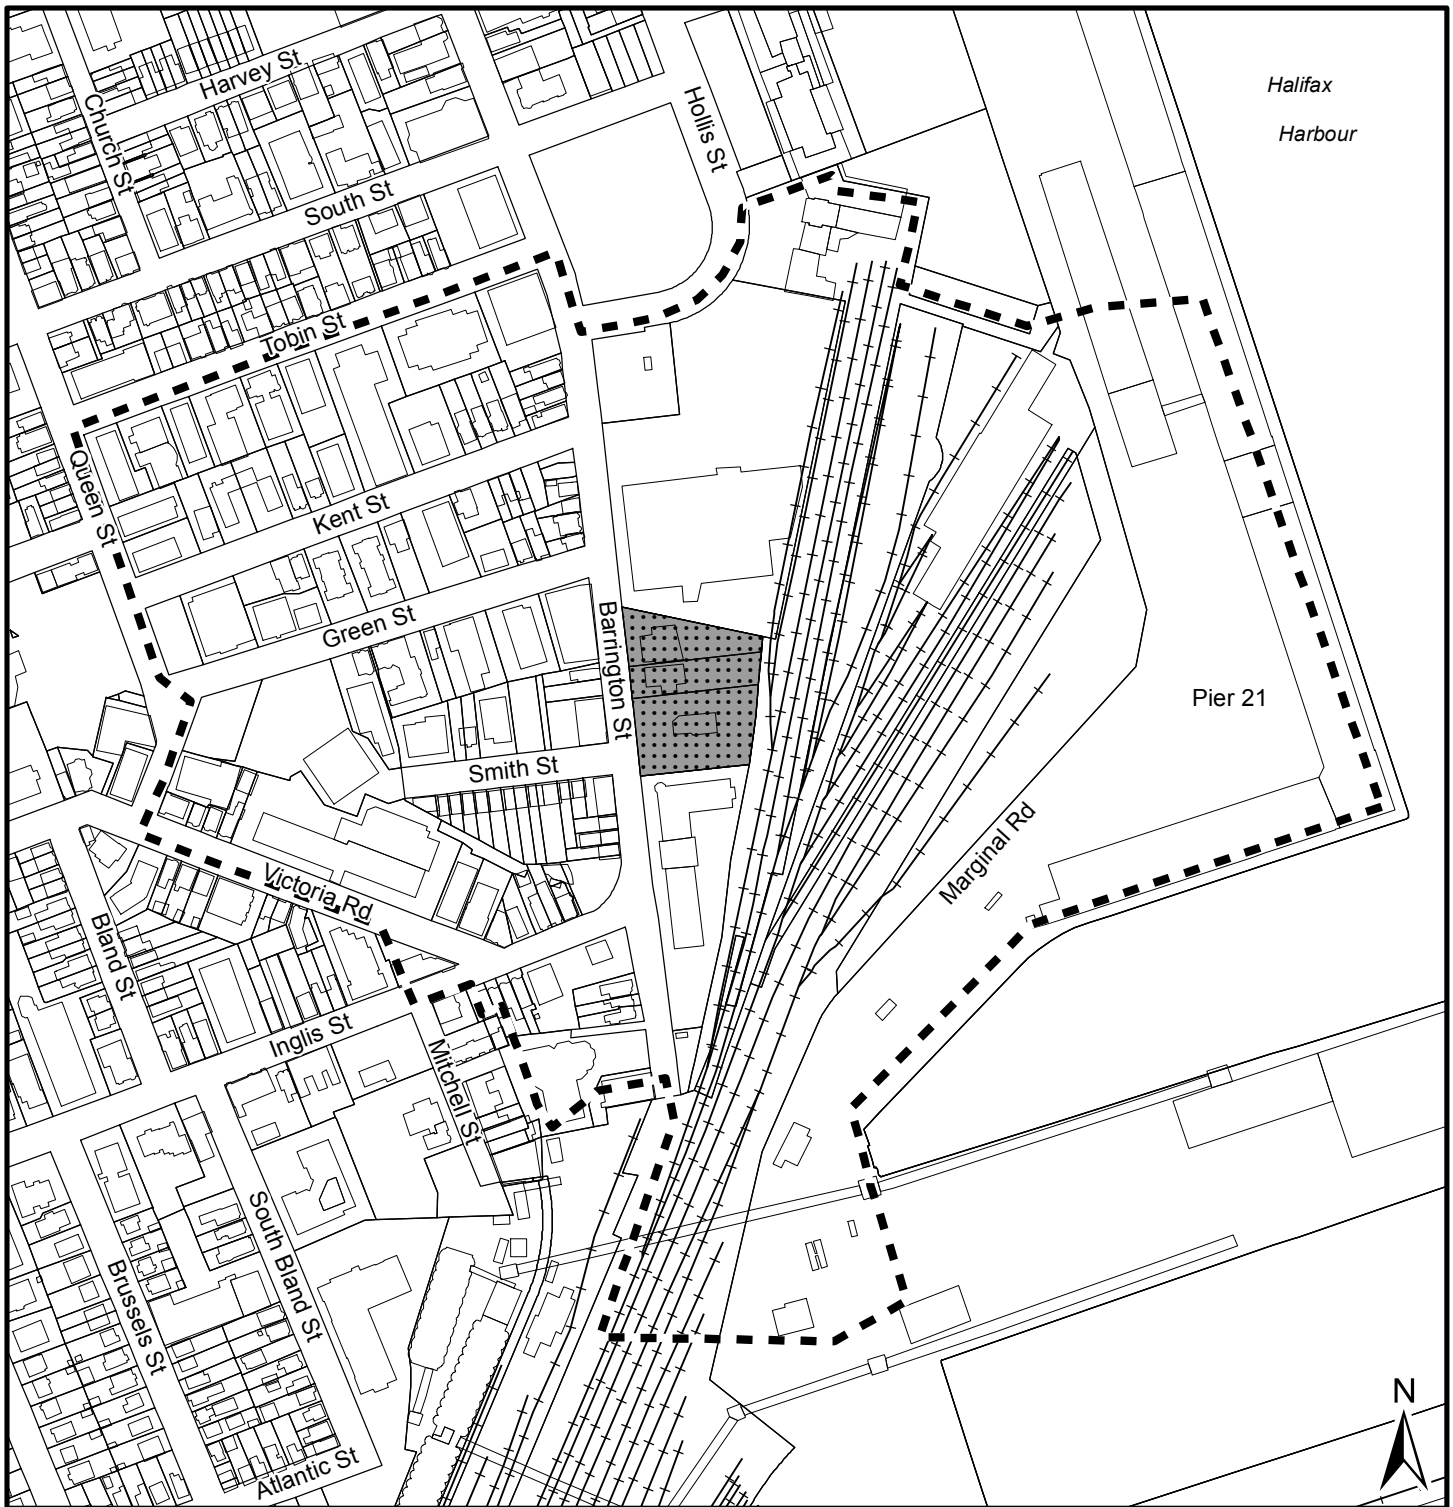 Harvey St
Halifax
Harbour
Church St
Hollis St
South St
Tobin St
Queen St
Kent St
Green St
Barrington St
Pier 21
Smith St
Marginal Rd
Victoria Rd
Bland St
Inglis St
Mitchell St
South Bland St
Brussels St
N
Atlantic St